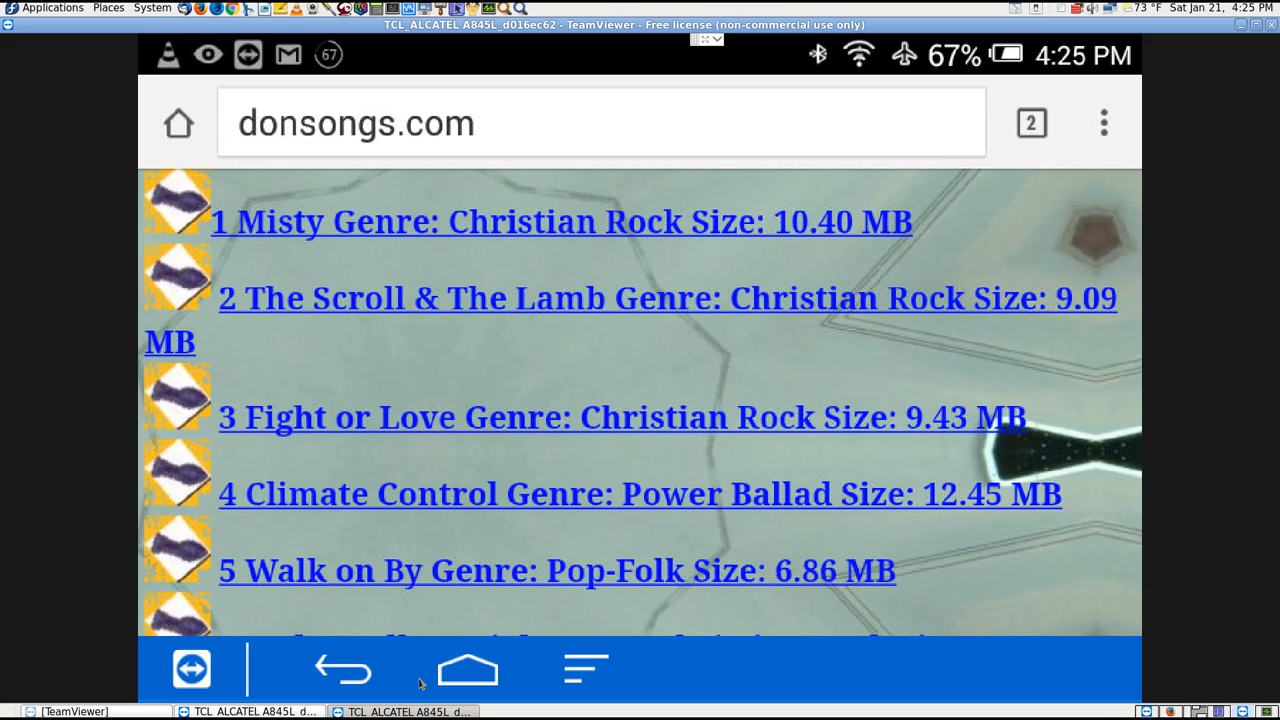 Applications Places System 73 °F Sat Jan 21, 4:25 PM
TCL_ALCATEL A845L_d016ec62 - TeamViewer - Free license (non-commercial use only)
67 67% 4:25 PM
donsongs.com 2
1 Misty Genre: Christian Rock Size: 10.40 MB
2 The Scroll & The Lamb Genre: Christian Rock Size: 9.09
MB
3 Fight or Love Genre: Christian Rock Size: 9.43 MB
4 Climate Control Genre: Power Ballad Size: 12.45 MB
5 Walk on By Genre: Pop-Folk Size: 6.86 MB
[TeamViewer] TCL_ALCATEL A845L_d... TCL_ALCATEL A845L_d...